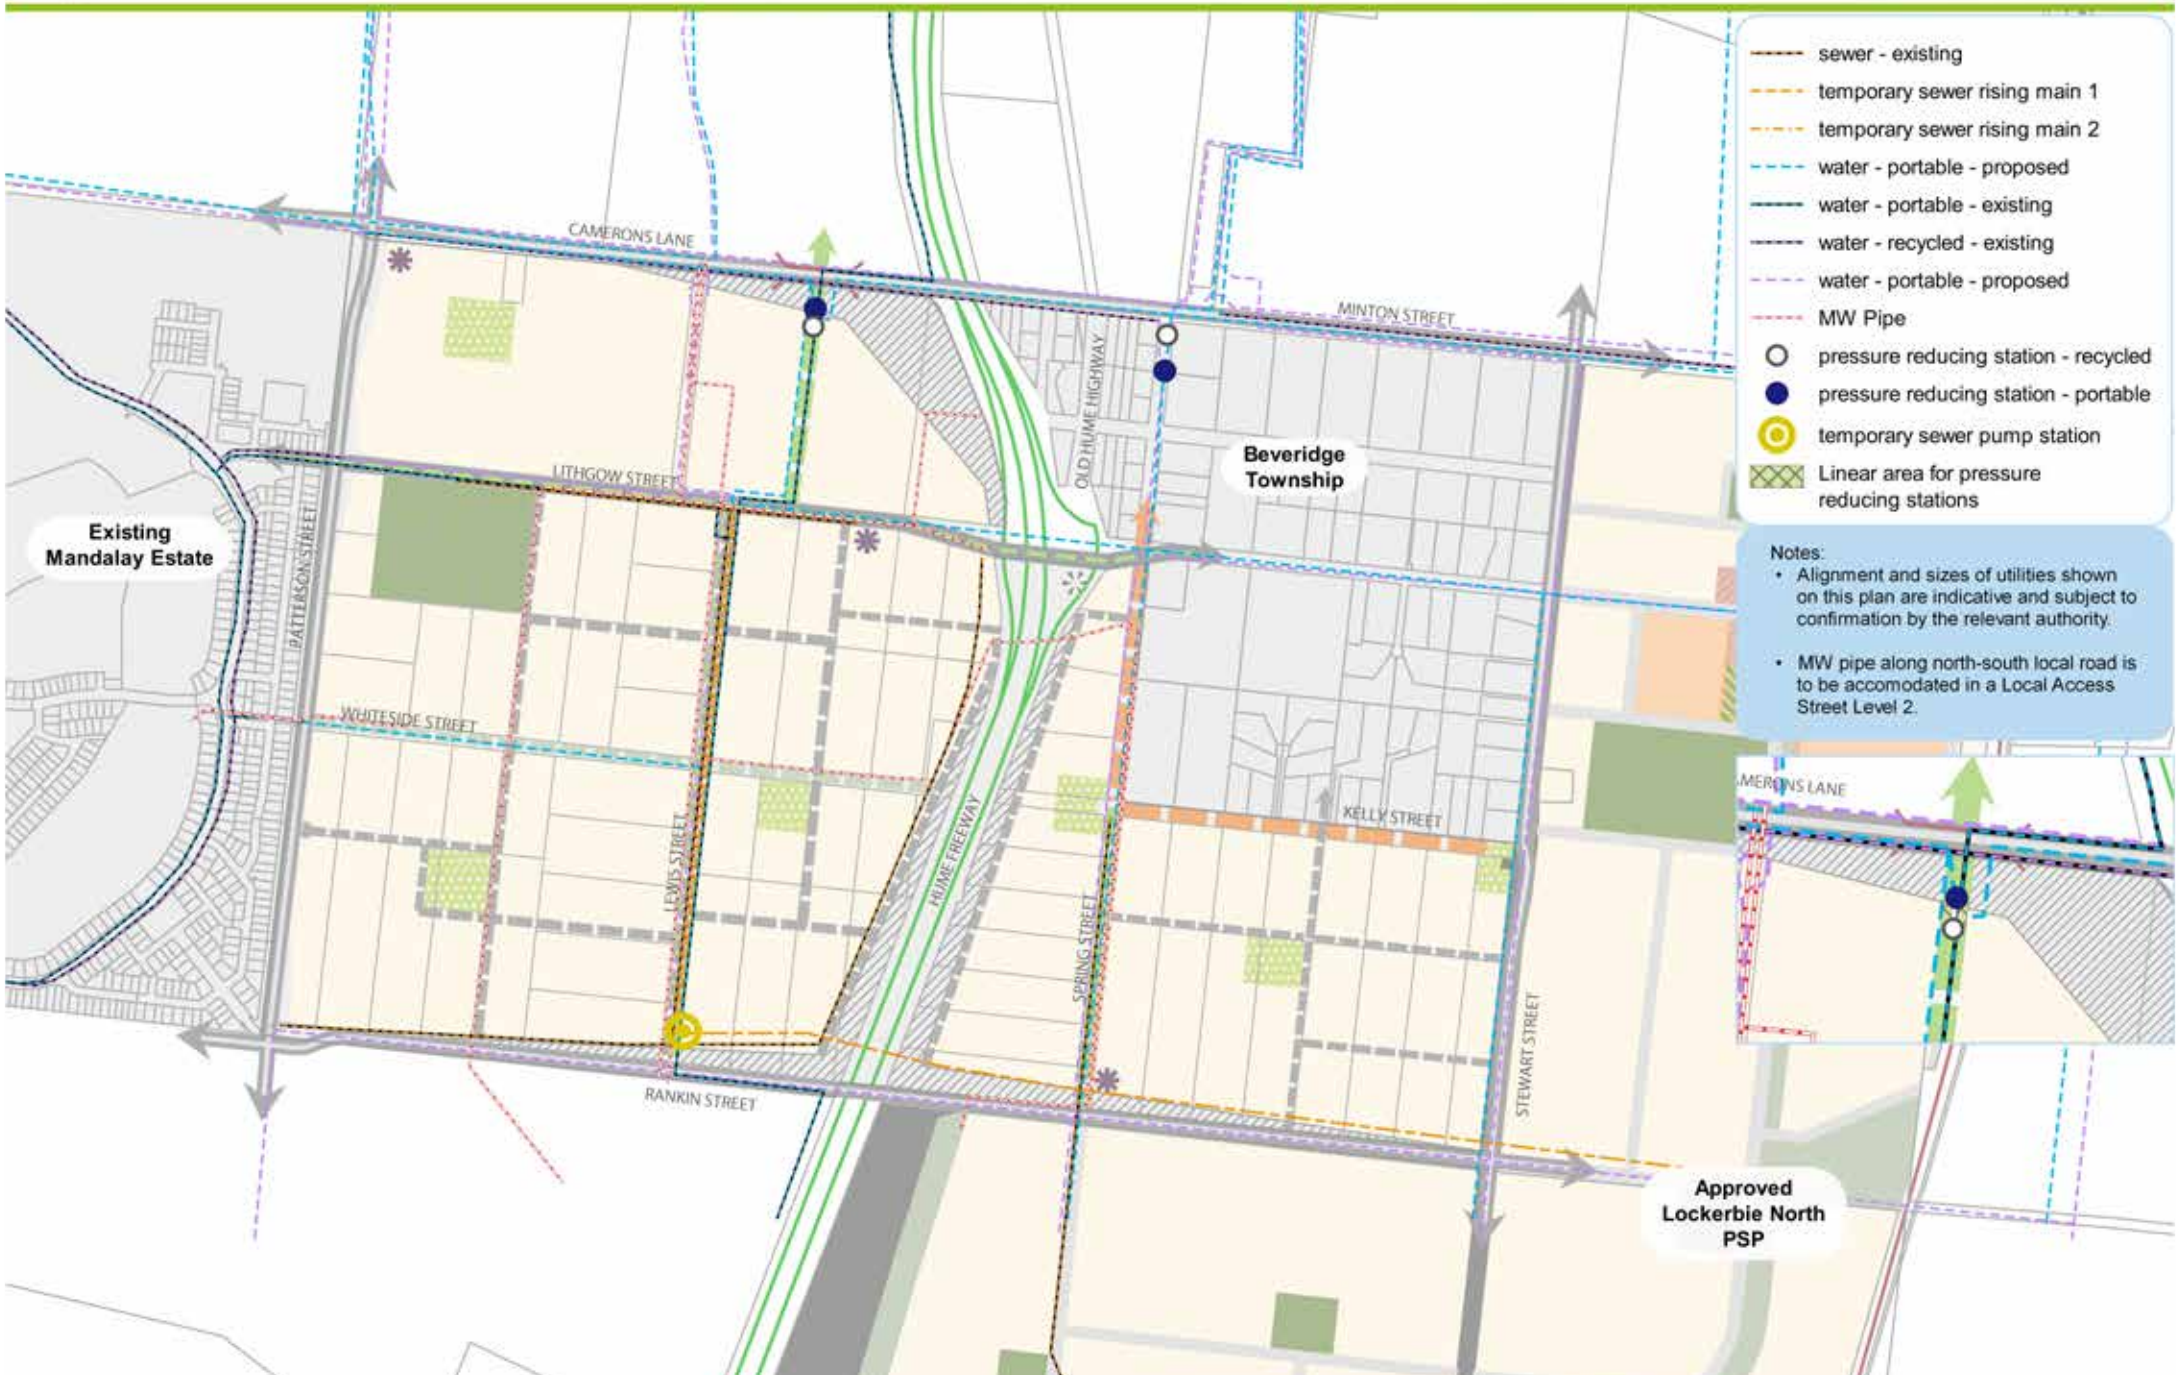 sewer - existing
temporary sewer rising main 1
temporary sewer rising main 2
water - portable - proposed
water - portable - existing
water - recycled - existing
water - portable - proposed
MW Pipe
pressure reducing station - recycled
pressure reducing station - portable
temporary sewer pump station
Linear area for pressure
reducing stations
Notes:
• Alignment and sizes of utilities shown
on this plan are indicative and subject to
confirmation by the relevant authority.
• MW pipe along north-south local road is
to be accomodated in a Local Access
Street Level 2.
CAMERONS LANE
MINTON STREET
OLD HUME HIGHWAY
Beveridge
Township
LITHGOW STREET
Existing
Mandalay Estate
PATTERSON STREET
WHITESIDE STREET
LEWIS STREET
HUME FREEWAY
KELLY STREET
SPRING STREET
STEWART STREET
RANKIN STREET
MERONS LANE
Approved
Lockerbie North
PSP